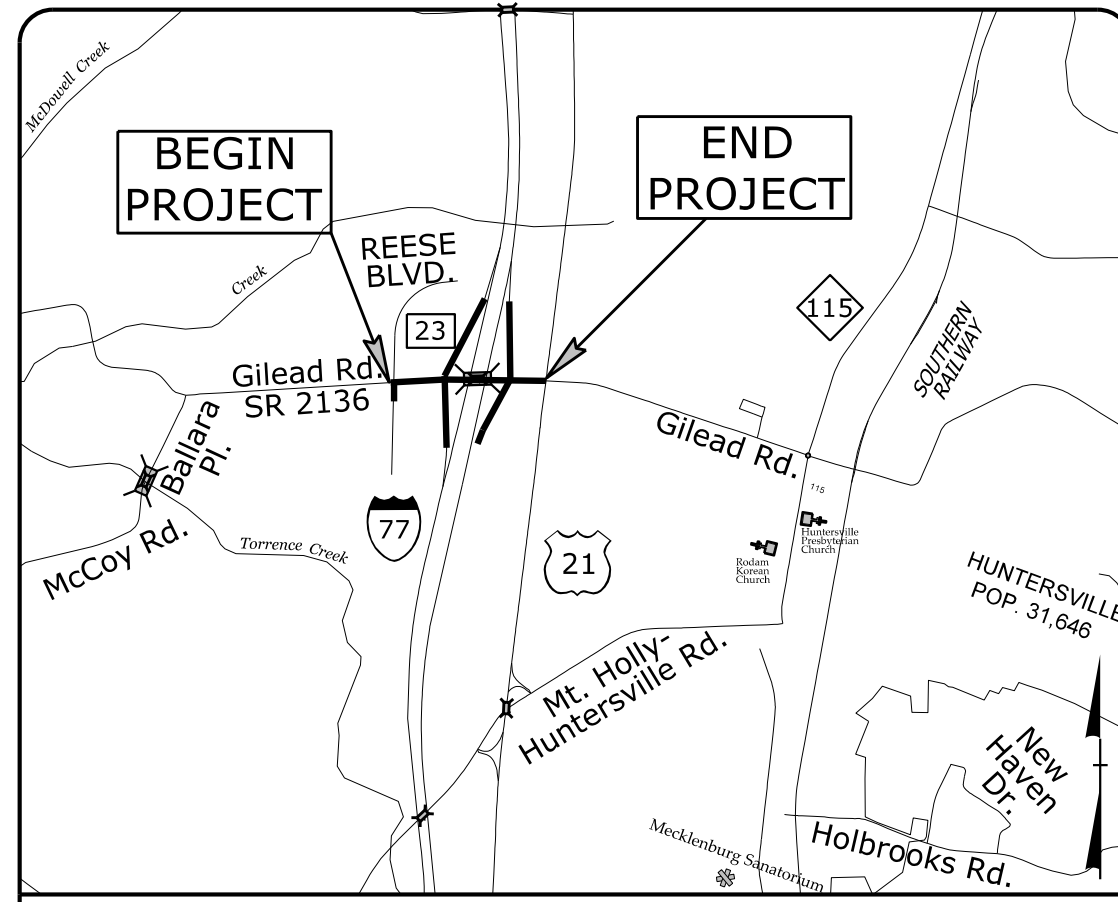 McDowell Creek
BEGIN
PROJECT
END
PROJECT
REESE
BLVD.
Creek
23
115
SOUTHERN
RAILWAY
Gilead Rd.
SR 2136
Ballara
Pl.
Gilead Rd.
115
77
21
McCoy Rd.
Torrence Creek
Huntersville
Presbyterian
Church
Rodam
Korean
Church
HUNTERSVILLE
POP. 31,646
Mt. Holly-
Huntersville Rd.
New
Haven
Dr.
Holbrooks Rd.
Mecklenburg Sanatorium